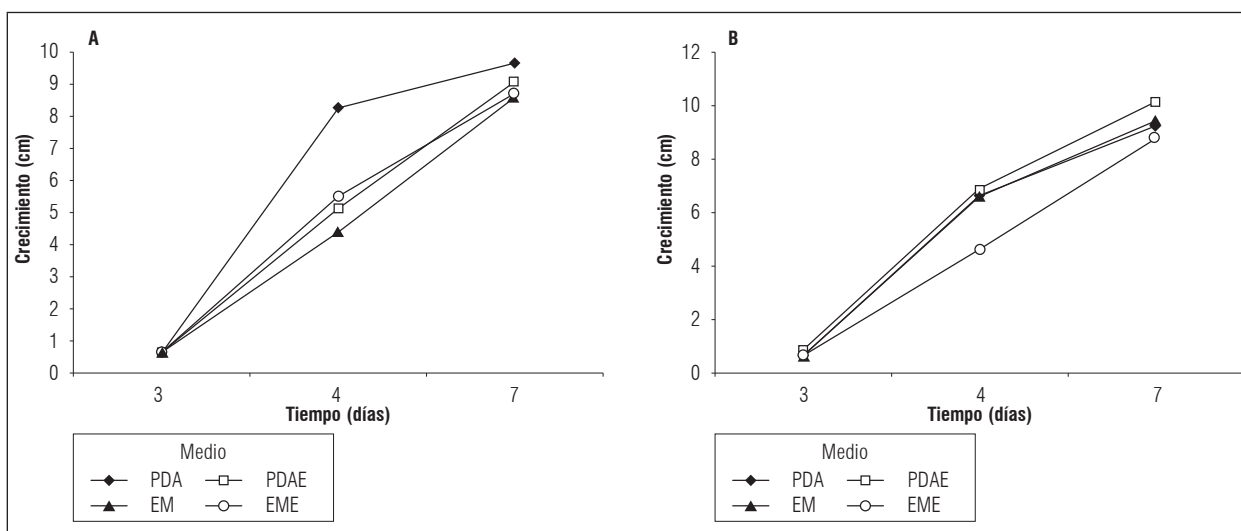 A
10
9
8
7
6
5
4
3
2
1
0
Crecimiento (cm)
3 4 7
Tiempo (días)
Medio
PDA PDAE
EM EME
B
12
10
8
6
4
2
0
Crecimiento (cm)
3 4 7
Tiempo (días)
Medio
PDA PDAE
EM EME